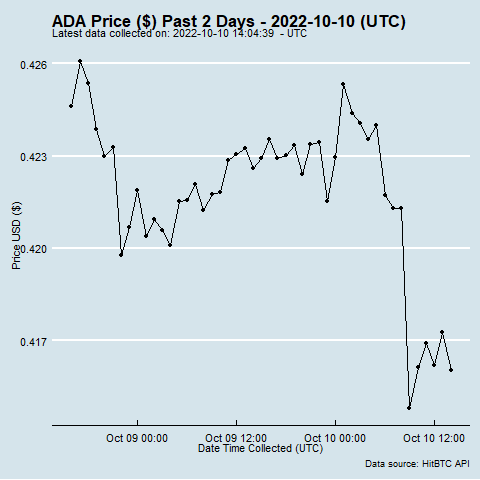 ADA Price ($) Past 2 Days - 2022-10-10 (UTC)
Latest data collected on: 2022-10-10 14:04:39  - UTC
0.426
0.423
0.420
0.417
Price USD ($)
Oct 09 00:00
Oct 09 12:00
Oct 10 00:00
Oct 10 12:00
Date Time Collected (UTC)
Data source: HitBTC API